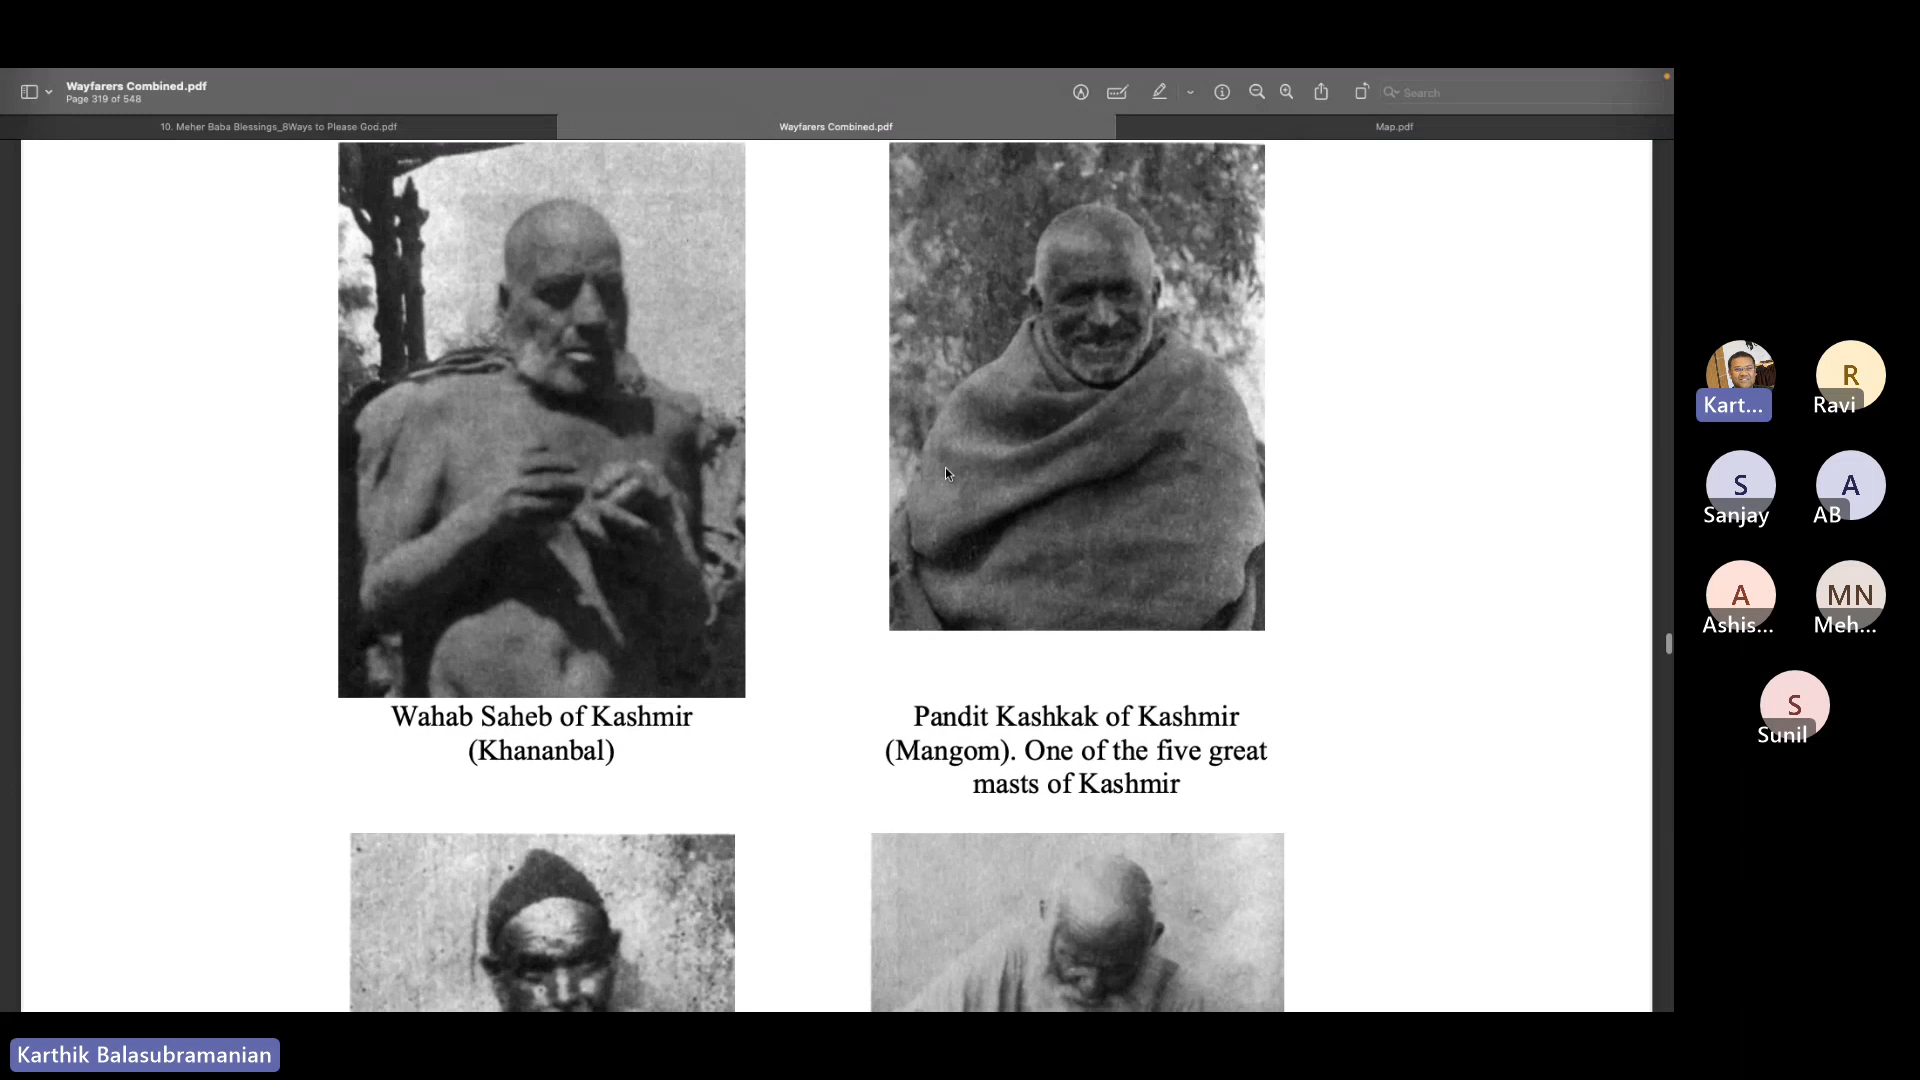 Wayfarers Combined.pdf
Page 319 of 548
Search
10. Meher Baba Blessings_8Ways to Please God.pdf
Wayfarers Combined.pdf
Map.pdf
Wahab Saheb of Kashmir
(Khananbal)
Pandit Kashkak of Kashmir
(Mangom). One of the five great
masts of Kashmir
Kart...
R
Ravi
S
Sanjay
A
AB
A
Ashis...
MN
Meh...
S
Sunil
Karthik Balasubramanian